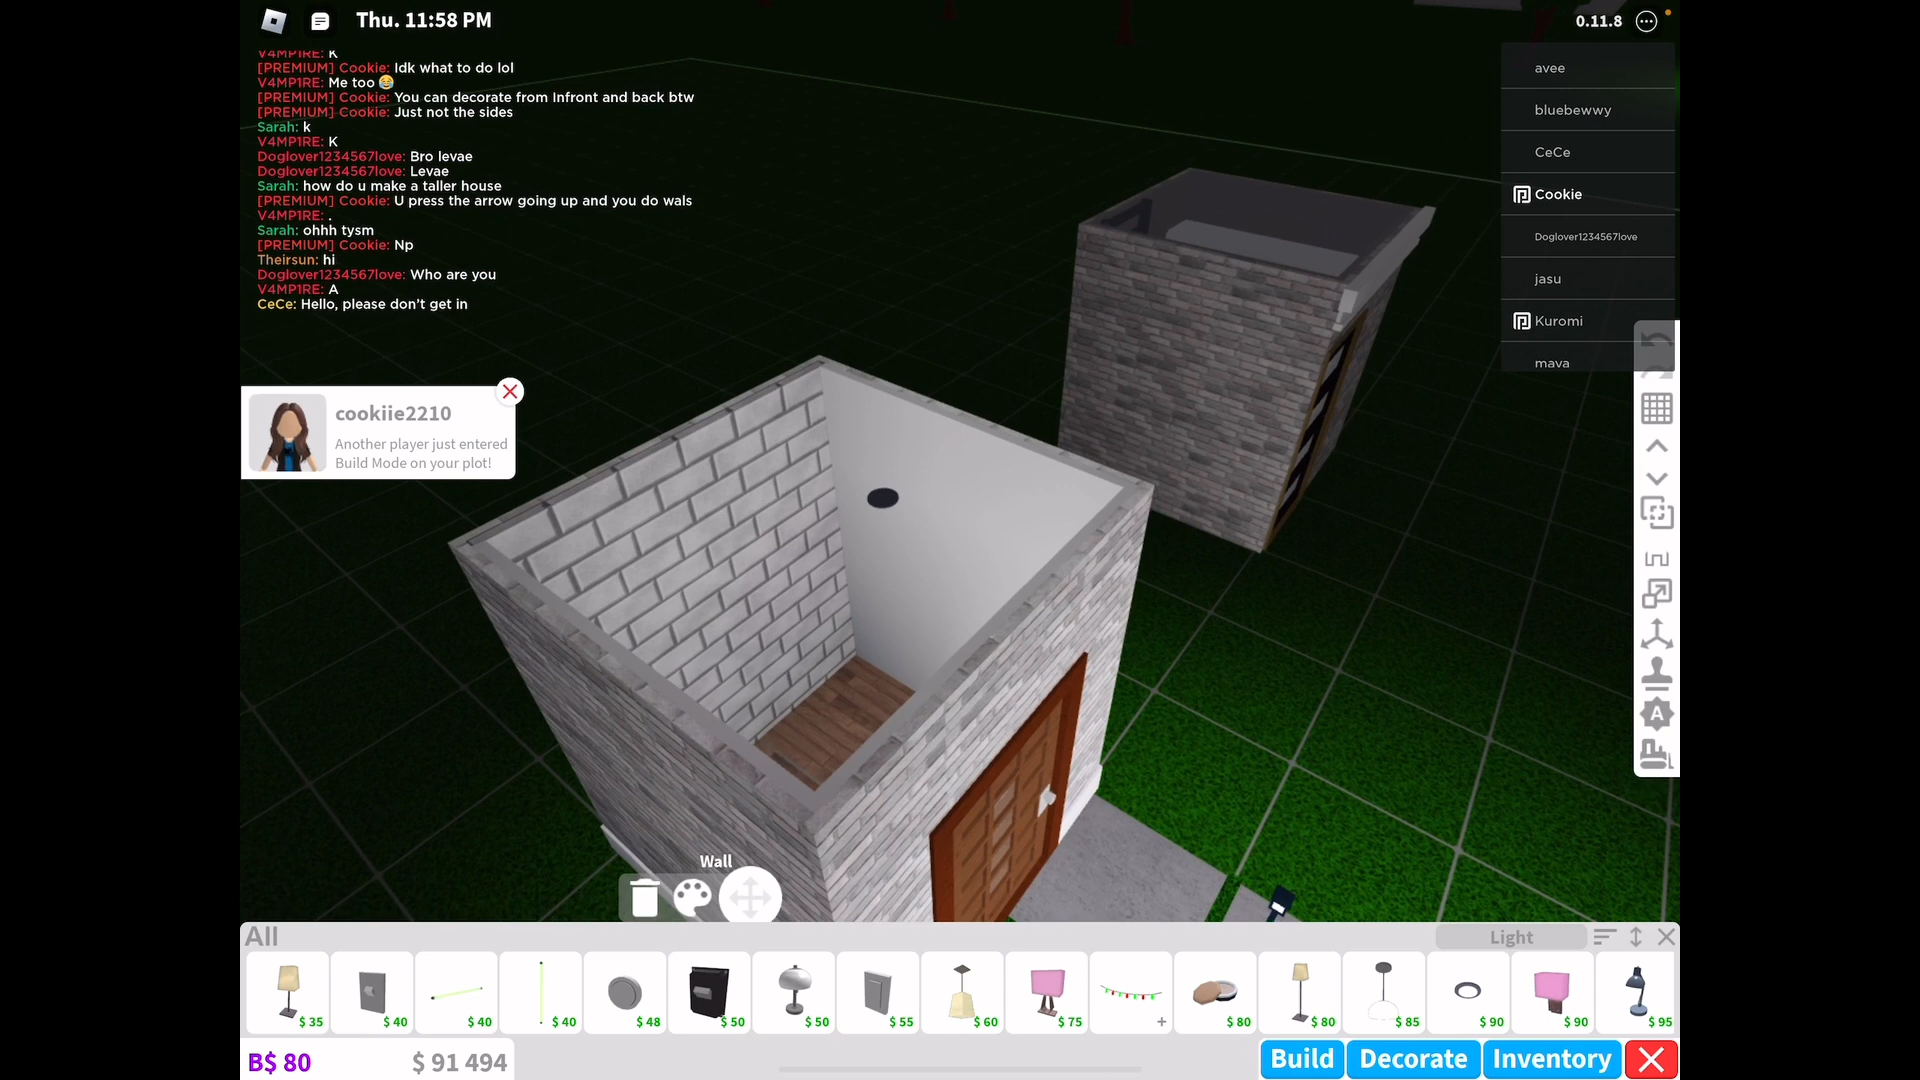 Thu. 11:58 PM
0.11.8
V4MP1RE: K
[PREMIUM] Cookie: Idk what to do lol
V4MP1RE: Me too 😂
[PREMIUM] Cookie: You can decorate from Infront and back btw
[PREMIUM] Cookie: Just not the sides
Sarah: k
V4MP1RE: K
Doglover1234567love: Bro levae
Doglover1234567love: Levae
Sarah: how do u make a taller house
[PREMIUM] Cookie: U press the arrow going up and you do wals
V4MP1RE: .
Sarah: ohhh tysm
[PREMIUM] Cookie: Np
Theirsun: hi
Doglover1234567love: Who are you
V4MP1RE: A
CeCe: Hello, please don't get in
avee
bluebewwy
CeCe
Cookie
Doglover1234567love
jasu
Kuromi
mava
cookiie2210
Another player just entered
Build Mode on your plot!
A
Wall
All
Light
$ 35
$ 40
$ 40
$ 40
$ 48
$ 50
$ 50
$ 55
$ 60
$ 75
+
$ 80
$ 80
$ 85
$ 90
$ 90
$ 95
B$ 80
$ 91 494
Build
Decorate
Inventory